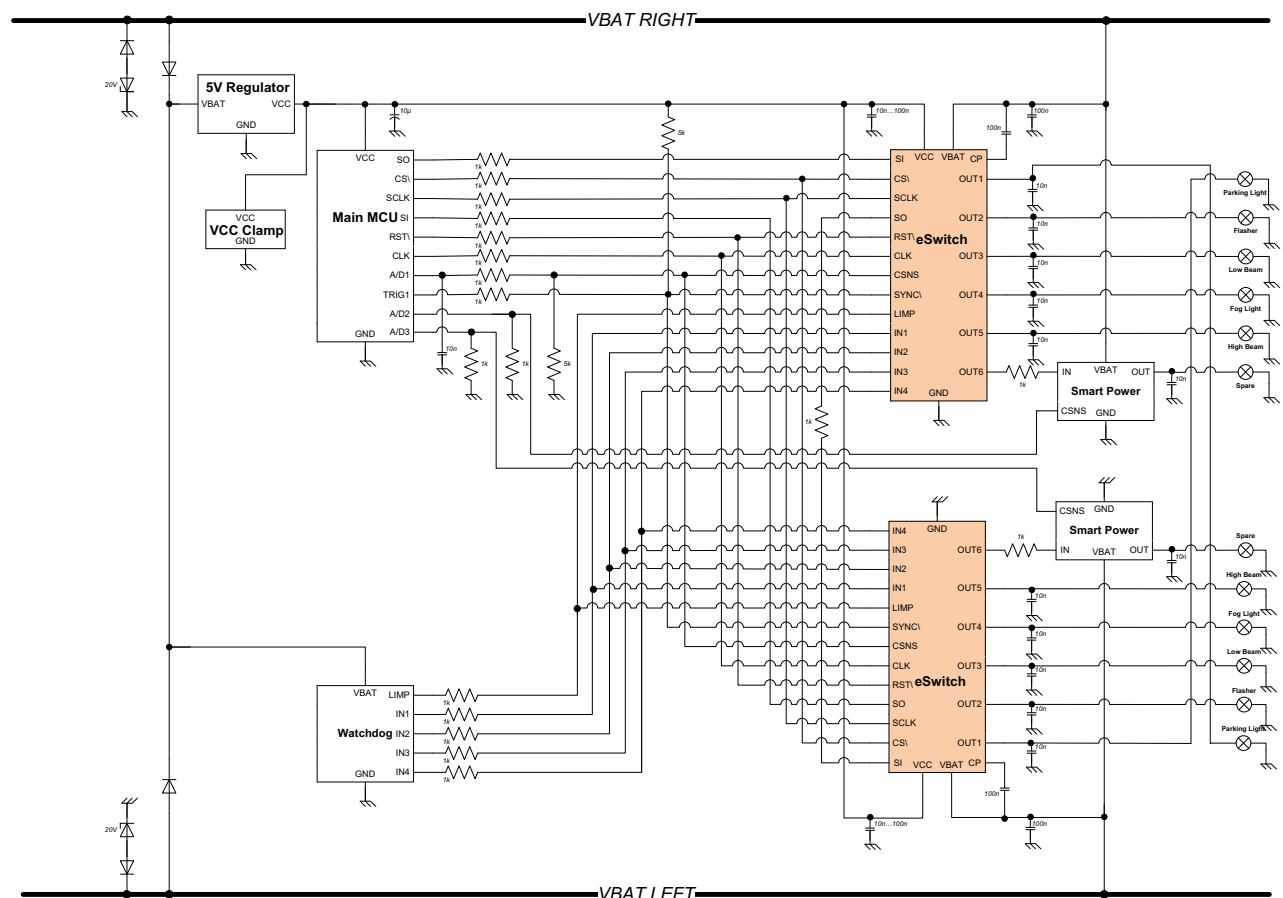 VBAT RIGHT
20V
5V Regulator
VBAT
VCC
GND
10µ
5k
10n...100n
100n
100n
VCC
SO
CS\
SCLK
Main MCU
SI
RST\
CLK
A/D1
TRIG1
A/D2
GND
A/D3
1k
1k
1k
1k
1k
1k
1k
1k
10n
1k
1k
5k
VCC
VCC Clamp
GND
SI
VCC
VBAT
CP
CS\
OUT1
SCLK
SO
OUT2
RST\
eSwitch
CLK
OUT3
CSNS
SYNC\
OUT4
LIMP
IN1
OUT5
IN2
IN3
OUT6
IN4
GND
10n
10n
10n
10n
10n
1k
1k
Parking Light
Flasher
Low Beam
Fog Light
High Beam
Spare
IN
VBAT
OUT
Smart Power
CSNS
GND
10n
CSNS
GND
Smart Power
IN
VBAT
OUT
10n
1k
IN4
GND
IN3
OUT6
IN2
IN1
OUT5
LIMP
SYNC\
OUT4
CSNS
CLK
OUT3
RST\
eSwitch
SO
OUT2
SCLK
CS\
OUT1
SI
VCC
VBAT
CP
10n
10n
10n
10n
10n
Spare
High Beam
Fog Light
Low Beam
Flasher
Parking Light
VBAT
LIMP
IN1
Watchdog
IN2
IN3
GND
IN4
1k
1k
1k
1k
1k
100n
10n...100n
100n
20V
VBAT LEFT